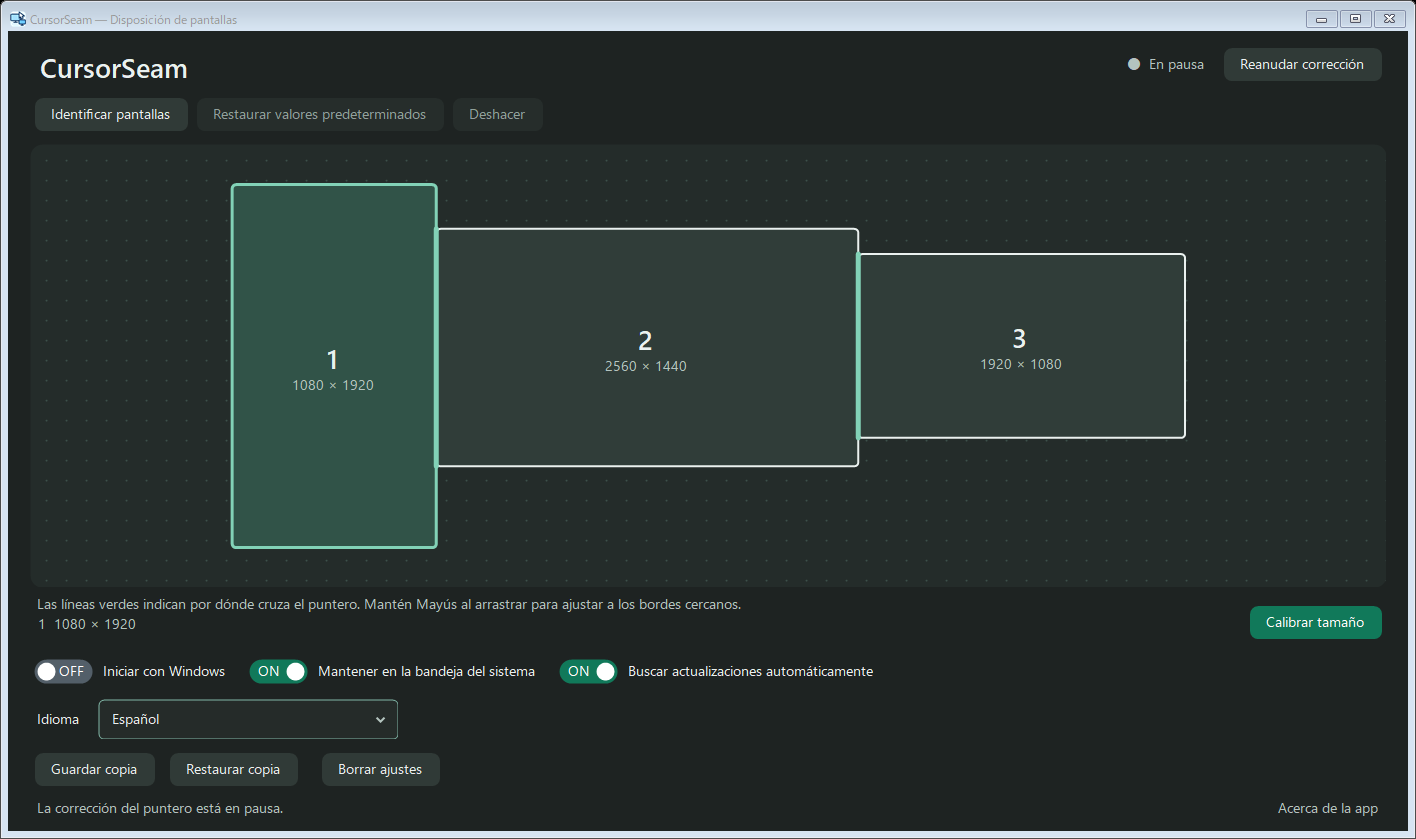 CursorSeam — Disposición de pantallas
CursorSeam
En pausa
Reanudar corrección
Identificar pantallas
Restaurar valores predeterminados
Deshacer
1
1080 × 1920
2
2560 × 1440
3
1920 × 1080
Las líneas verdes indican por dónde cruza el puntero. Mantén Mayús al arrastrar para ajustar a los bordes cercanos.
1 1080 × 1920
Calibrar tamaño
OFF Iniciar con Windows
ON Mantener en la bandeja del sistema
ON Buscar actualizaciones automáticamente
Idioma
Español
Guardar copia
Restaurar copia
Borrar ajustes
La corrección del puntero está en pausa.
Acerca de la app